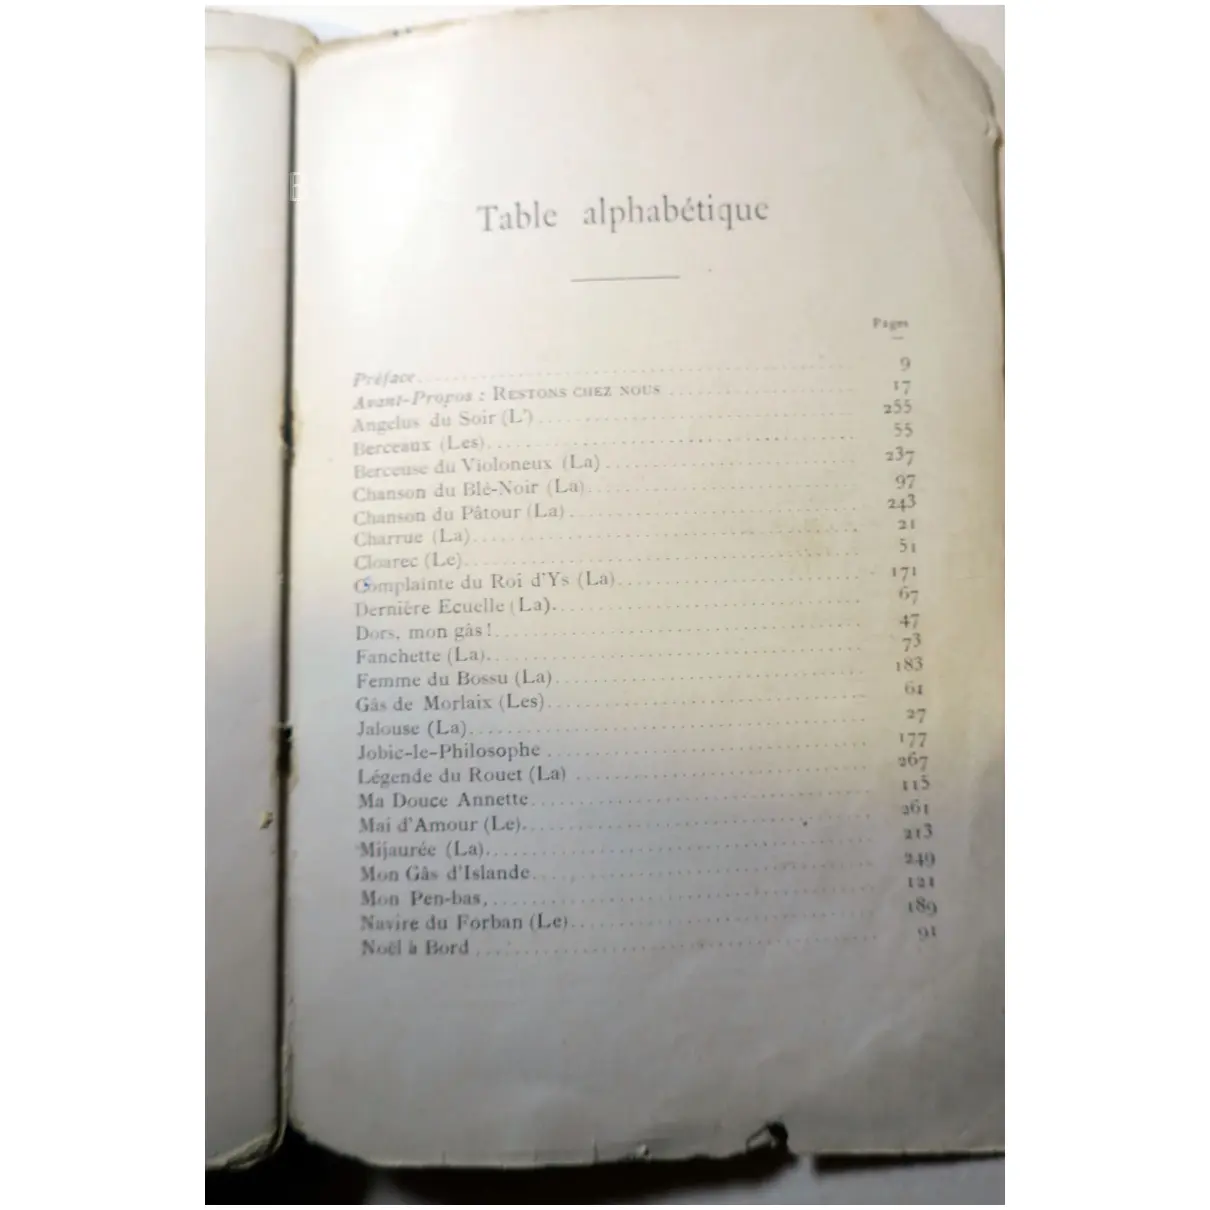 Table alphabétique
Pages
Préface 9
Avant-Propos : RESTONS CHEZ NOUS 17
Angelus du Soir (L') 255
Berceaux (Les) 55
Berceuse du Violoneux (La) 237
Chanson du Blé-Noir (La) 97
Chanson du Pâtour (La) 243
Charrue (La) 21
Cloarec (Le) 51
Complainte du Roi d'Ys (La) 171
Dernière Ecuelle (La) 67
Dors, mon gâs! 47
Fanchette (La) 73
Femme du Bossu (La) 183
Gâs de Morlaix (Les) 61
Jalouse (La) 27
Jobic-le-Philosophe 177
Légende du Rouet (La) 267
Ma Douce Annette 115
Mai d'Amour (Le) 261
Mijaurée (La) 213
Mon Gâs d'Islande 249
Mon Pen-bas, 121
Navire du Forban (Le) 189
Noël à Bord 91